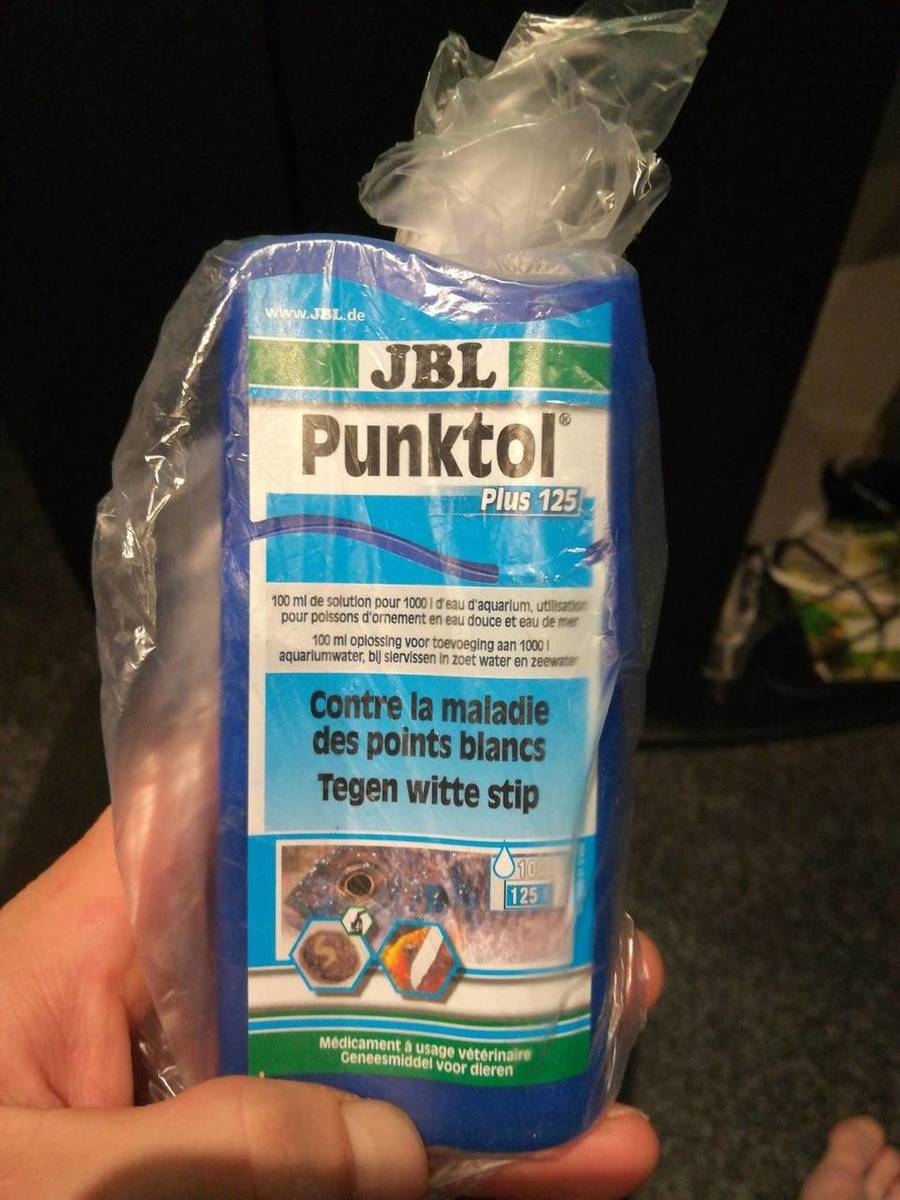 www.JBL.de
JBL
Punktol®
Plus 125
100 ml de solution pour 1000 l d'eau d'aquarium, utilisation
pour poissons d'ornement en eau douce et eau de mer
100 ml oplossing voor toevoeging aan 1000 l
aquariumwater, bij siervissen in zoet water en zeewater
Contre la maladie
des points blancs
Tegen witte stip
125
Médicament à usage vétérinaire
Geneesmiddel voor dieren